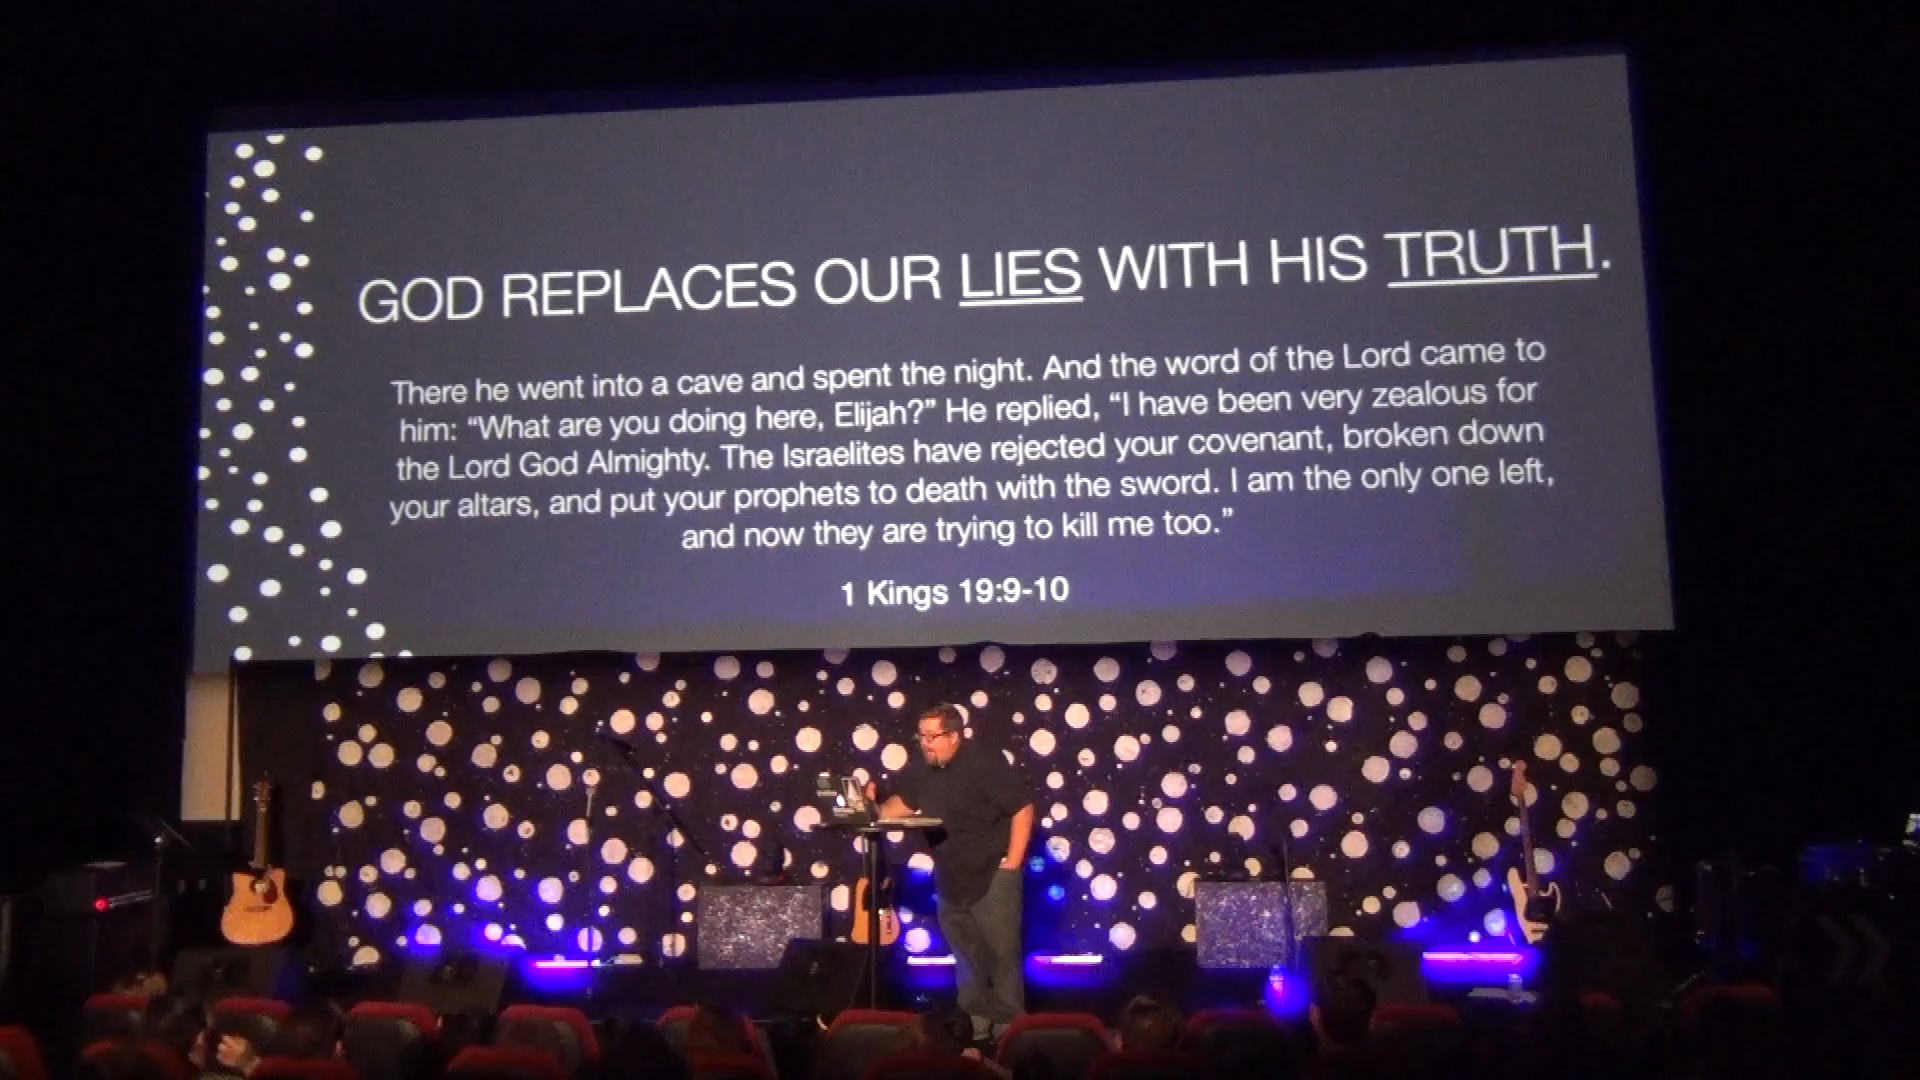 GOD REPLACES OUR LIES WITH HIS TRUTH.
There he went into a cave and spent the night. And the word of the Lord came to
him: “What are you doing here, Elijah?” He replied, “I have been very zealous for
the Lord God Almighty. The Israelites have rejected your covenant, broken down
your altars, and put your prophets to death with the sword. I am the only one left,
and now they are trying to kill me too.”
1 Kings 19:9-10